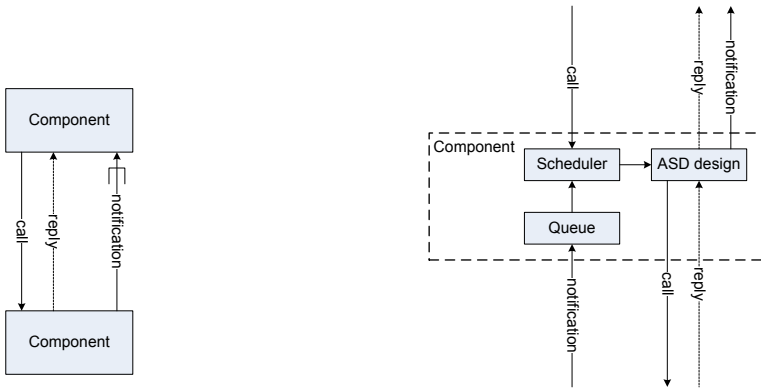 Component
call
reply
notification
Component
call
reply
notification
Component
Scheduler
ASD design
Queue
notification
call
reply